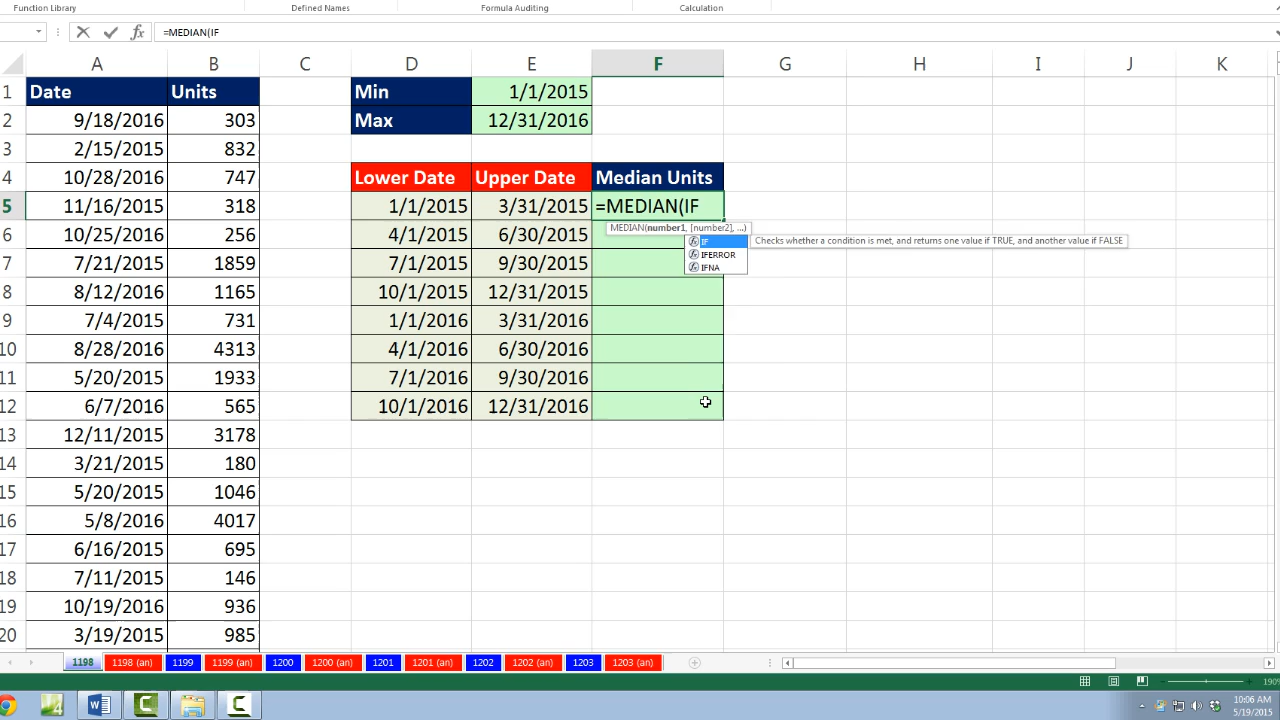 Function Library Defined Names Formula Auditing Calculation
=MEDIAN(IF
A B C D E F G H I J K
1 Date Units Min 1/1/2015
2 9/18/2016 303 Max 12/31/2016
3 2/15/2015 832
4 10/28/2016 747 Lower Date Upper Date Median Units
5 11/16/2015 318 1/1/2015 3/31/2015 =MEDIAN(IF
MEDIAN(number1, [number2], ...)
6 10/25/2016 256 4/1/2015 6/30/2015 IF Checks whether a condition is met, and returns one value if TRUE, and another value if FALSE
IFERROR
7 7/21/2015 1859 7/1/2015 9/30/2015 IFNA
8 8/12/2016 1165 10/1/2015 12/31/2015
9 7/4/2015 731 1/1/2016 3/31/2016
10 8/28/2016 4313 4/1/2016 6/30/2016
11 5/20/2015 1933 7/1/2016 9/30/2016
12 6/7/2016 565 10/1/2016 12/31/2016
13 12/11/2015 3178
14 3/21/2015 180
15 5/20/2015 1046
16 5/8/2016 4017
17 6/16/2015 695
18 7/11/2015 146
19 10/19/2016 936
20 3/19/2015 985
1198 1198 (an) 1199 1199 (an) 1200 1200 (an) 1201 1201 (an) 1202 1202 (an) 1203 1203 (an)
190%
10:06 AM
5/19/2015